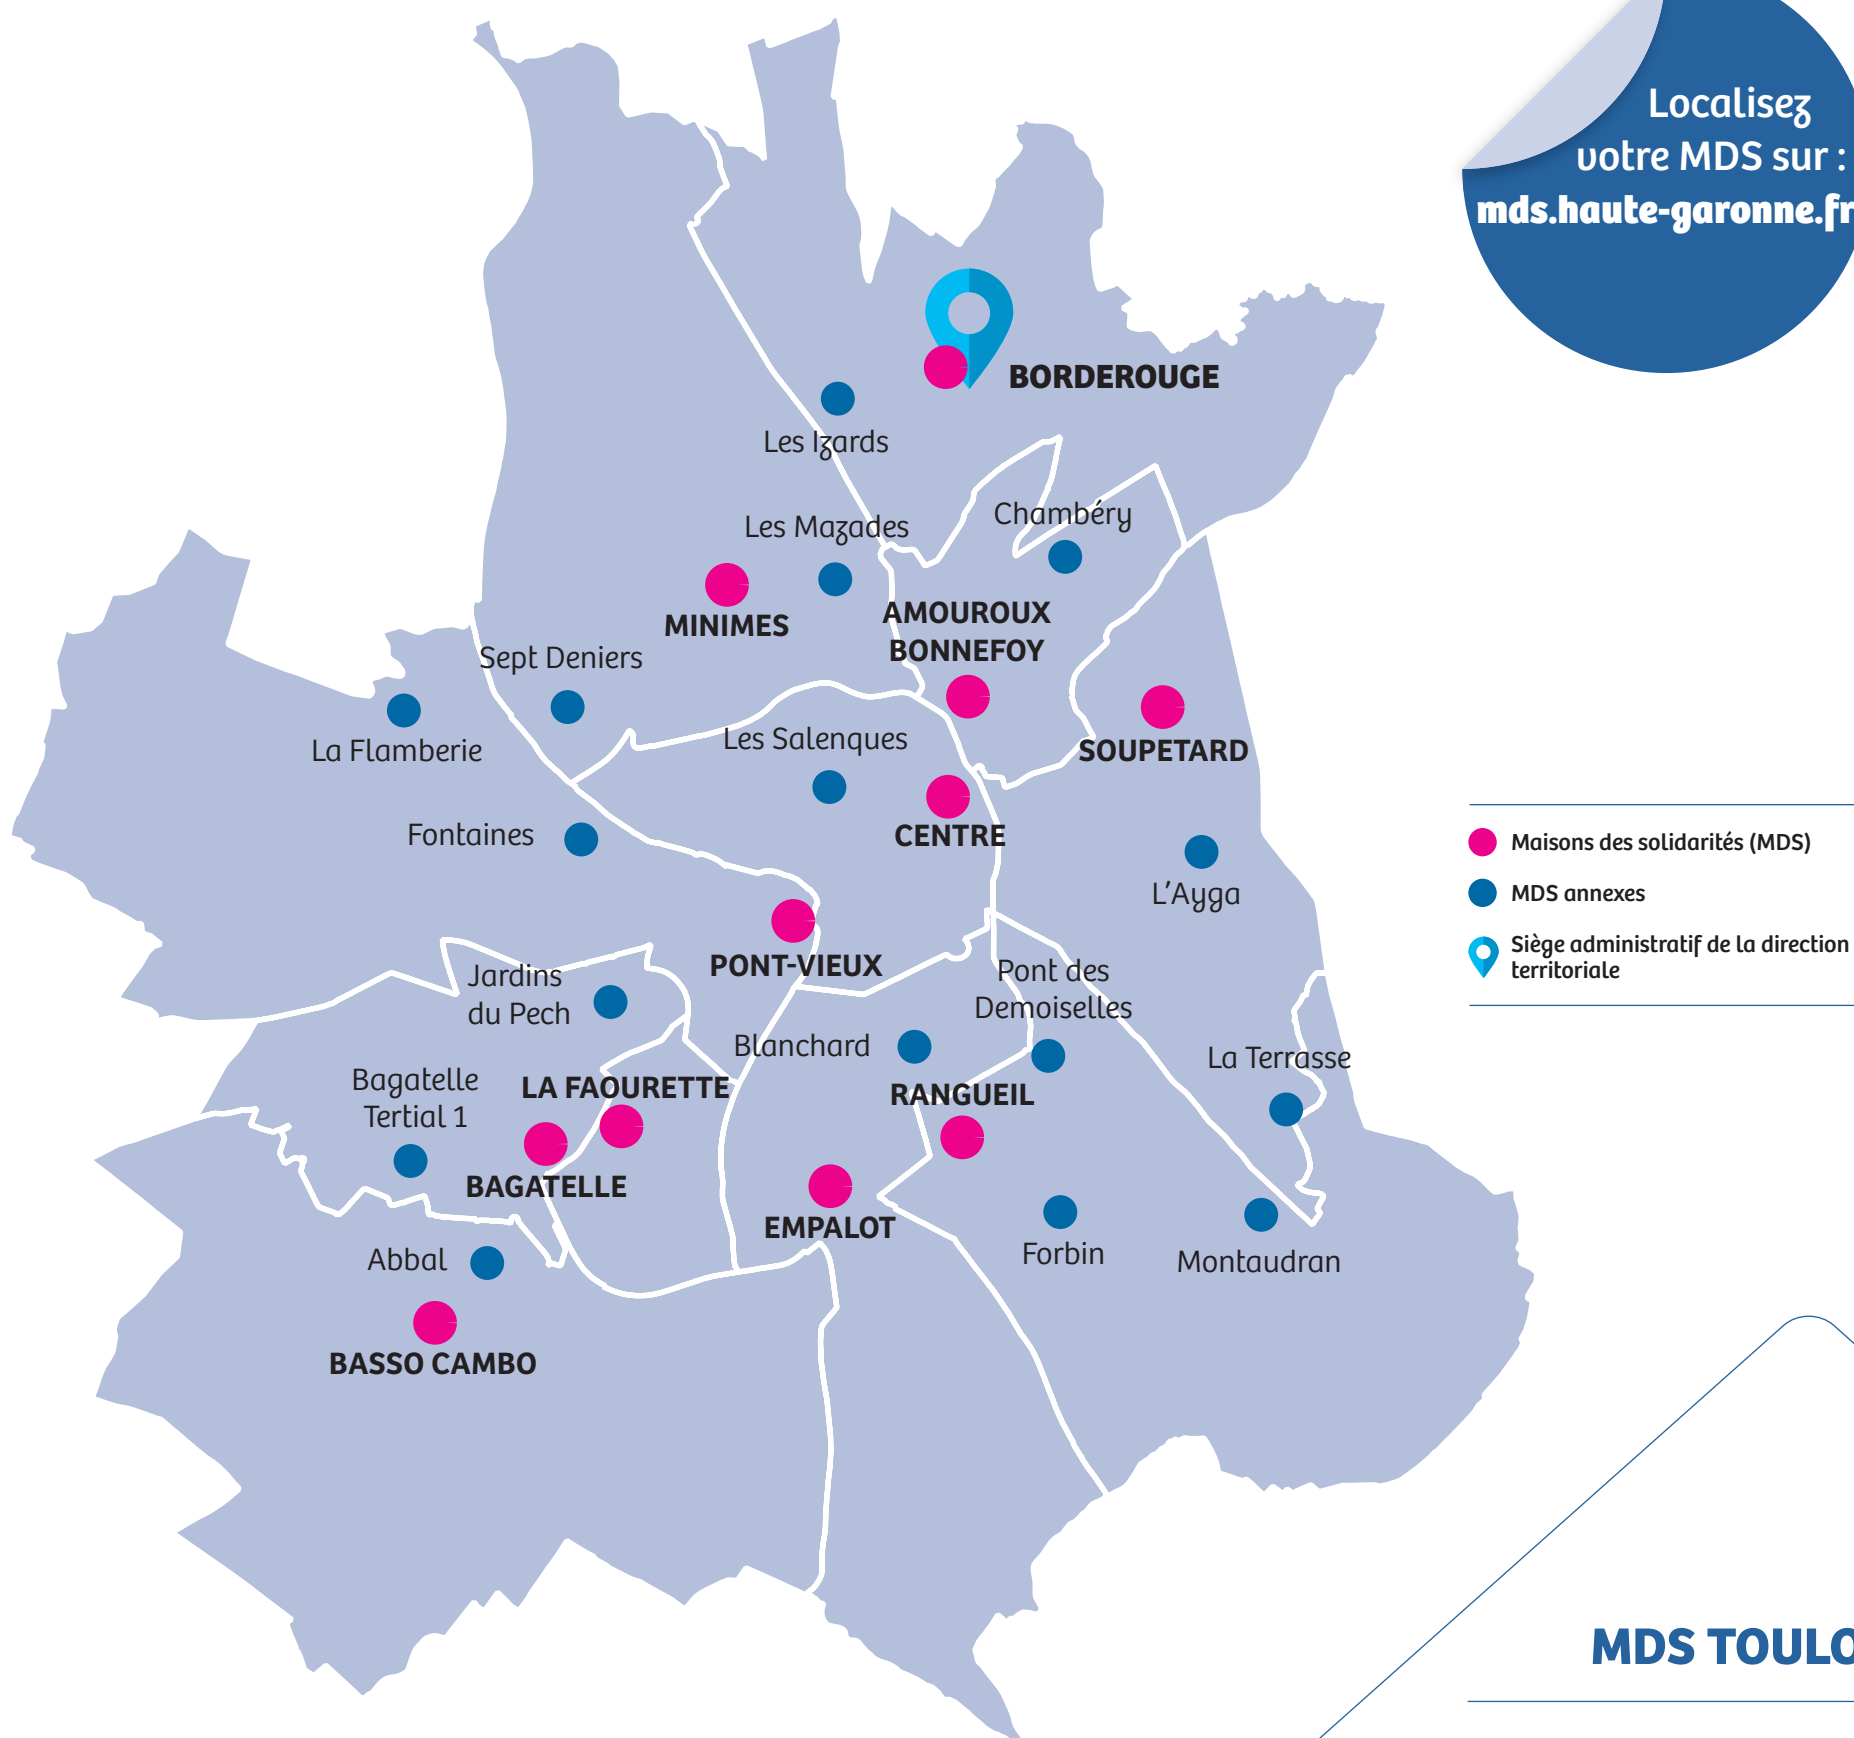 Localisez
votre MDS sur :
mds.haute-garonne.fr
BORDEROUGE
Les Izards
Les Mazades
Chambéry
MINIMES
AMOUROUX
BONNEFOY
Sept Deniers
La Flamberie
Les Salenques
SOUPETARD
Fontaines
CENTRE
L'Ayga
Maisons des solidarités (MDS)
MDS annexes
Siège administratif de la direction
territoriale
PONT-VIEUX
Jardins
du Pech
Pont des
Demoiselles
Blanchard
La Terrasse
Bagatelle
Tertial 1
LA FAOURETTE
RANGUEIL
BAGATELLE
EMPALOT
Abbal
Forbin
Montaudran
BASSO CAMBO
MDS TOULO